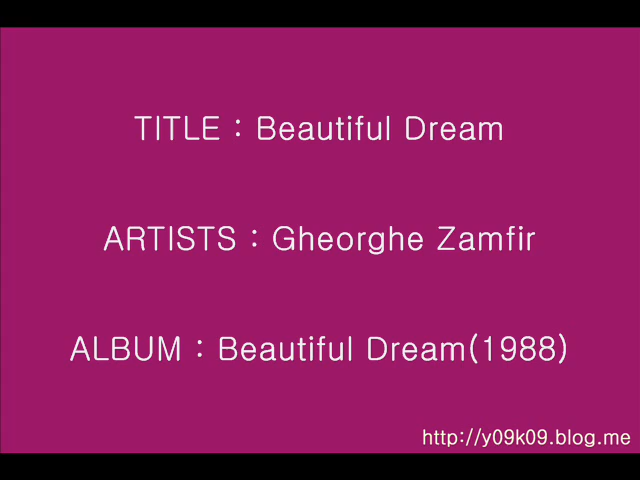 TITLE : Beautiful Dream
ARTISTS : Gheorghe Zamfir
ALBUM : Beautiful Dream(1988)
http://y09k09.blog.me